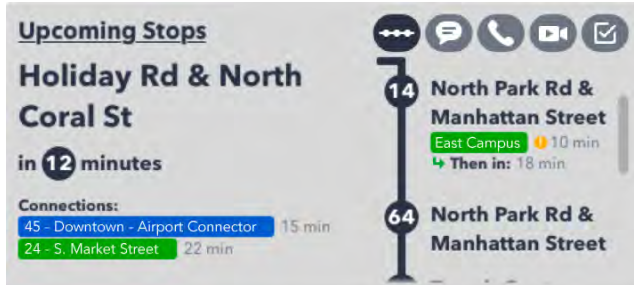 Upcoming Stops
Holiday Rd & North
Coral St
in 12 minutes
Connections:
45 - Downtown - Airport Connector 15 min
24 - S. Market Street 22 min
14 North Park Rd &
Manhattan Street
East Campus 10 min
Then in: 18 min
64 North Park Rd &
Manhattan Street